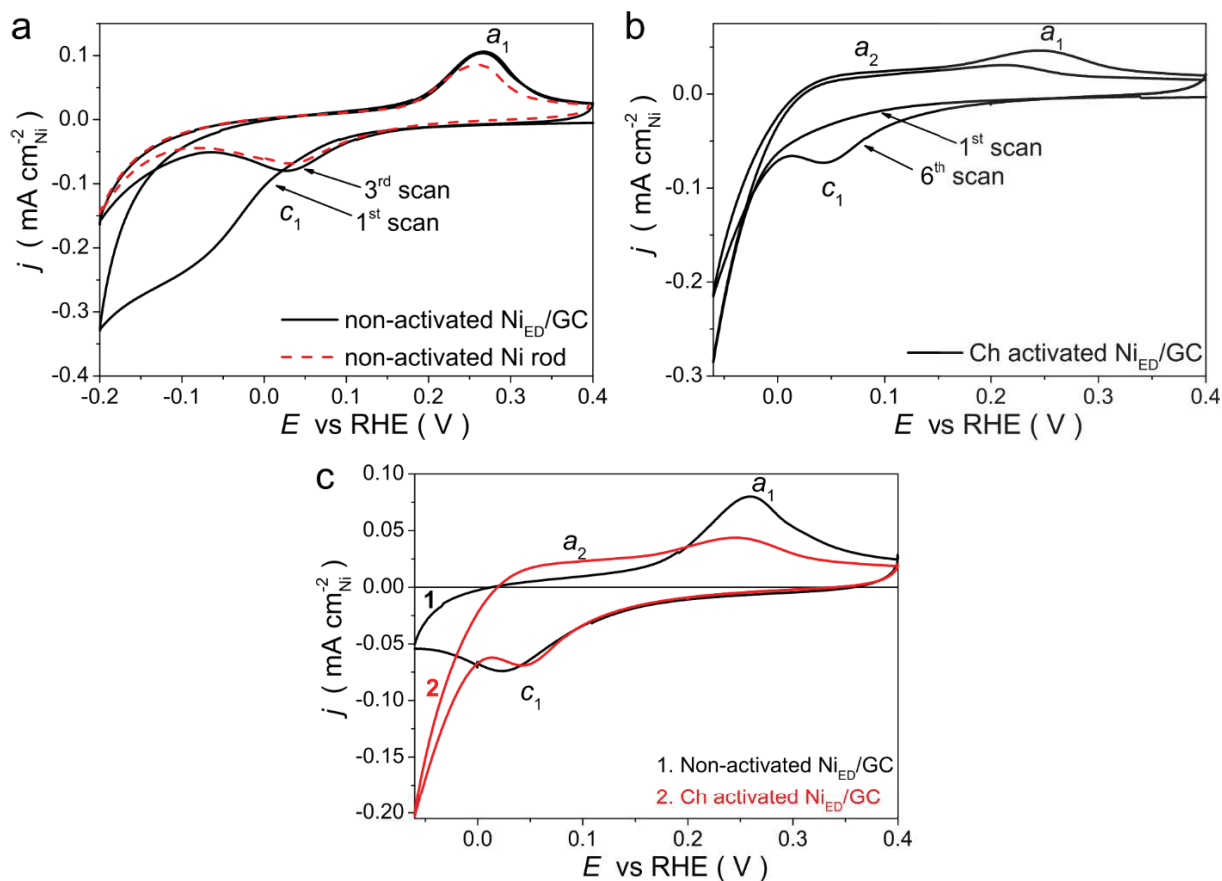 a
0.1
0.0
-0.1
-0.2
-0.3
-0.4
j ( mA cm⁻²Ni )
a₁
3rd scan
1st scan
c₁
non-activated NiED/GC
non-activated Ni rod
-0.2 -0.1 0.0 0.1 0.2 0.3 0.4
E vs RHE ( V )
b
0.0
-0.1
-0.2
-0.3
j ( mA cm⁻²Ni )
a₂
a₁
1st scan
6th scan
c₁
Ch activated NiED/GC
0.0 0.1 0.2 0.3 0.4
E vs RHE ( V )
c
0.10
0.05
0.00
-0.05
-0.10
-0.15
-0.20
j ( mA cm⁻²Ni )
a₁
a₂
1
2
c₁
1. Non-activated NiED/GC
2. Ch activated NiED/GC
0.0 0.1 0.2 0.3 0.4
E vs RHE ( V )